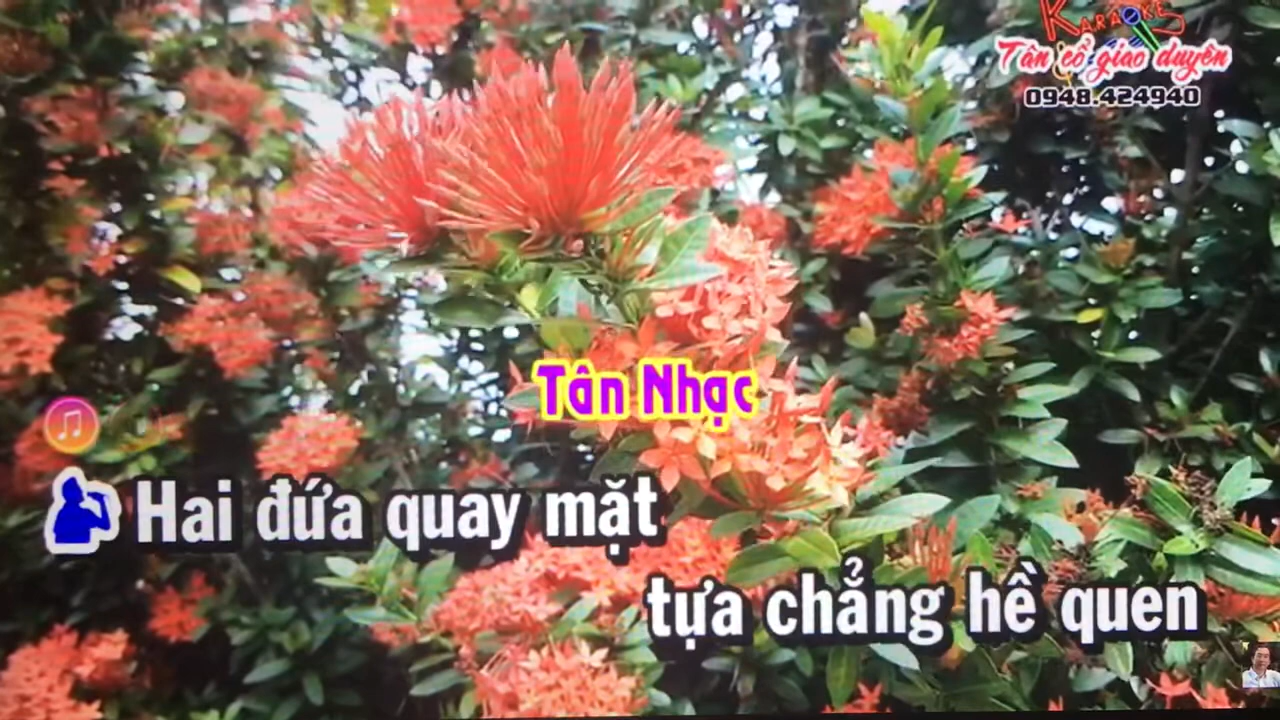 KARAOKE
Tân cổ giao duyên
0948.424940
Tân Nhạc
Hai đứa quay mặt
tựa chẳng hề quen